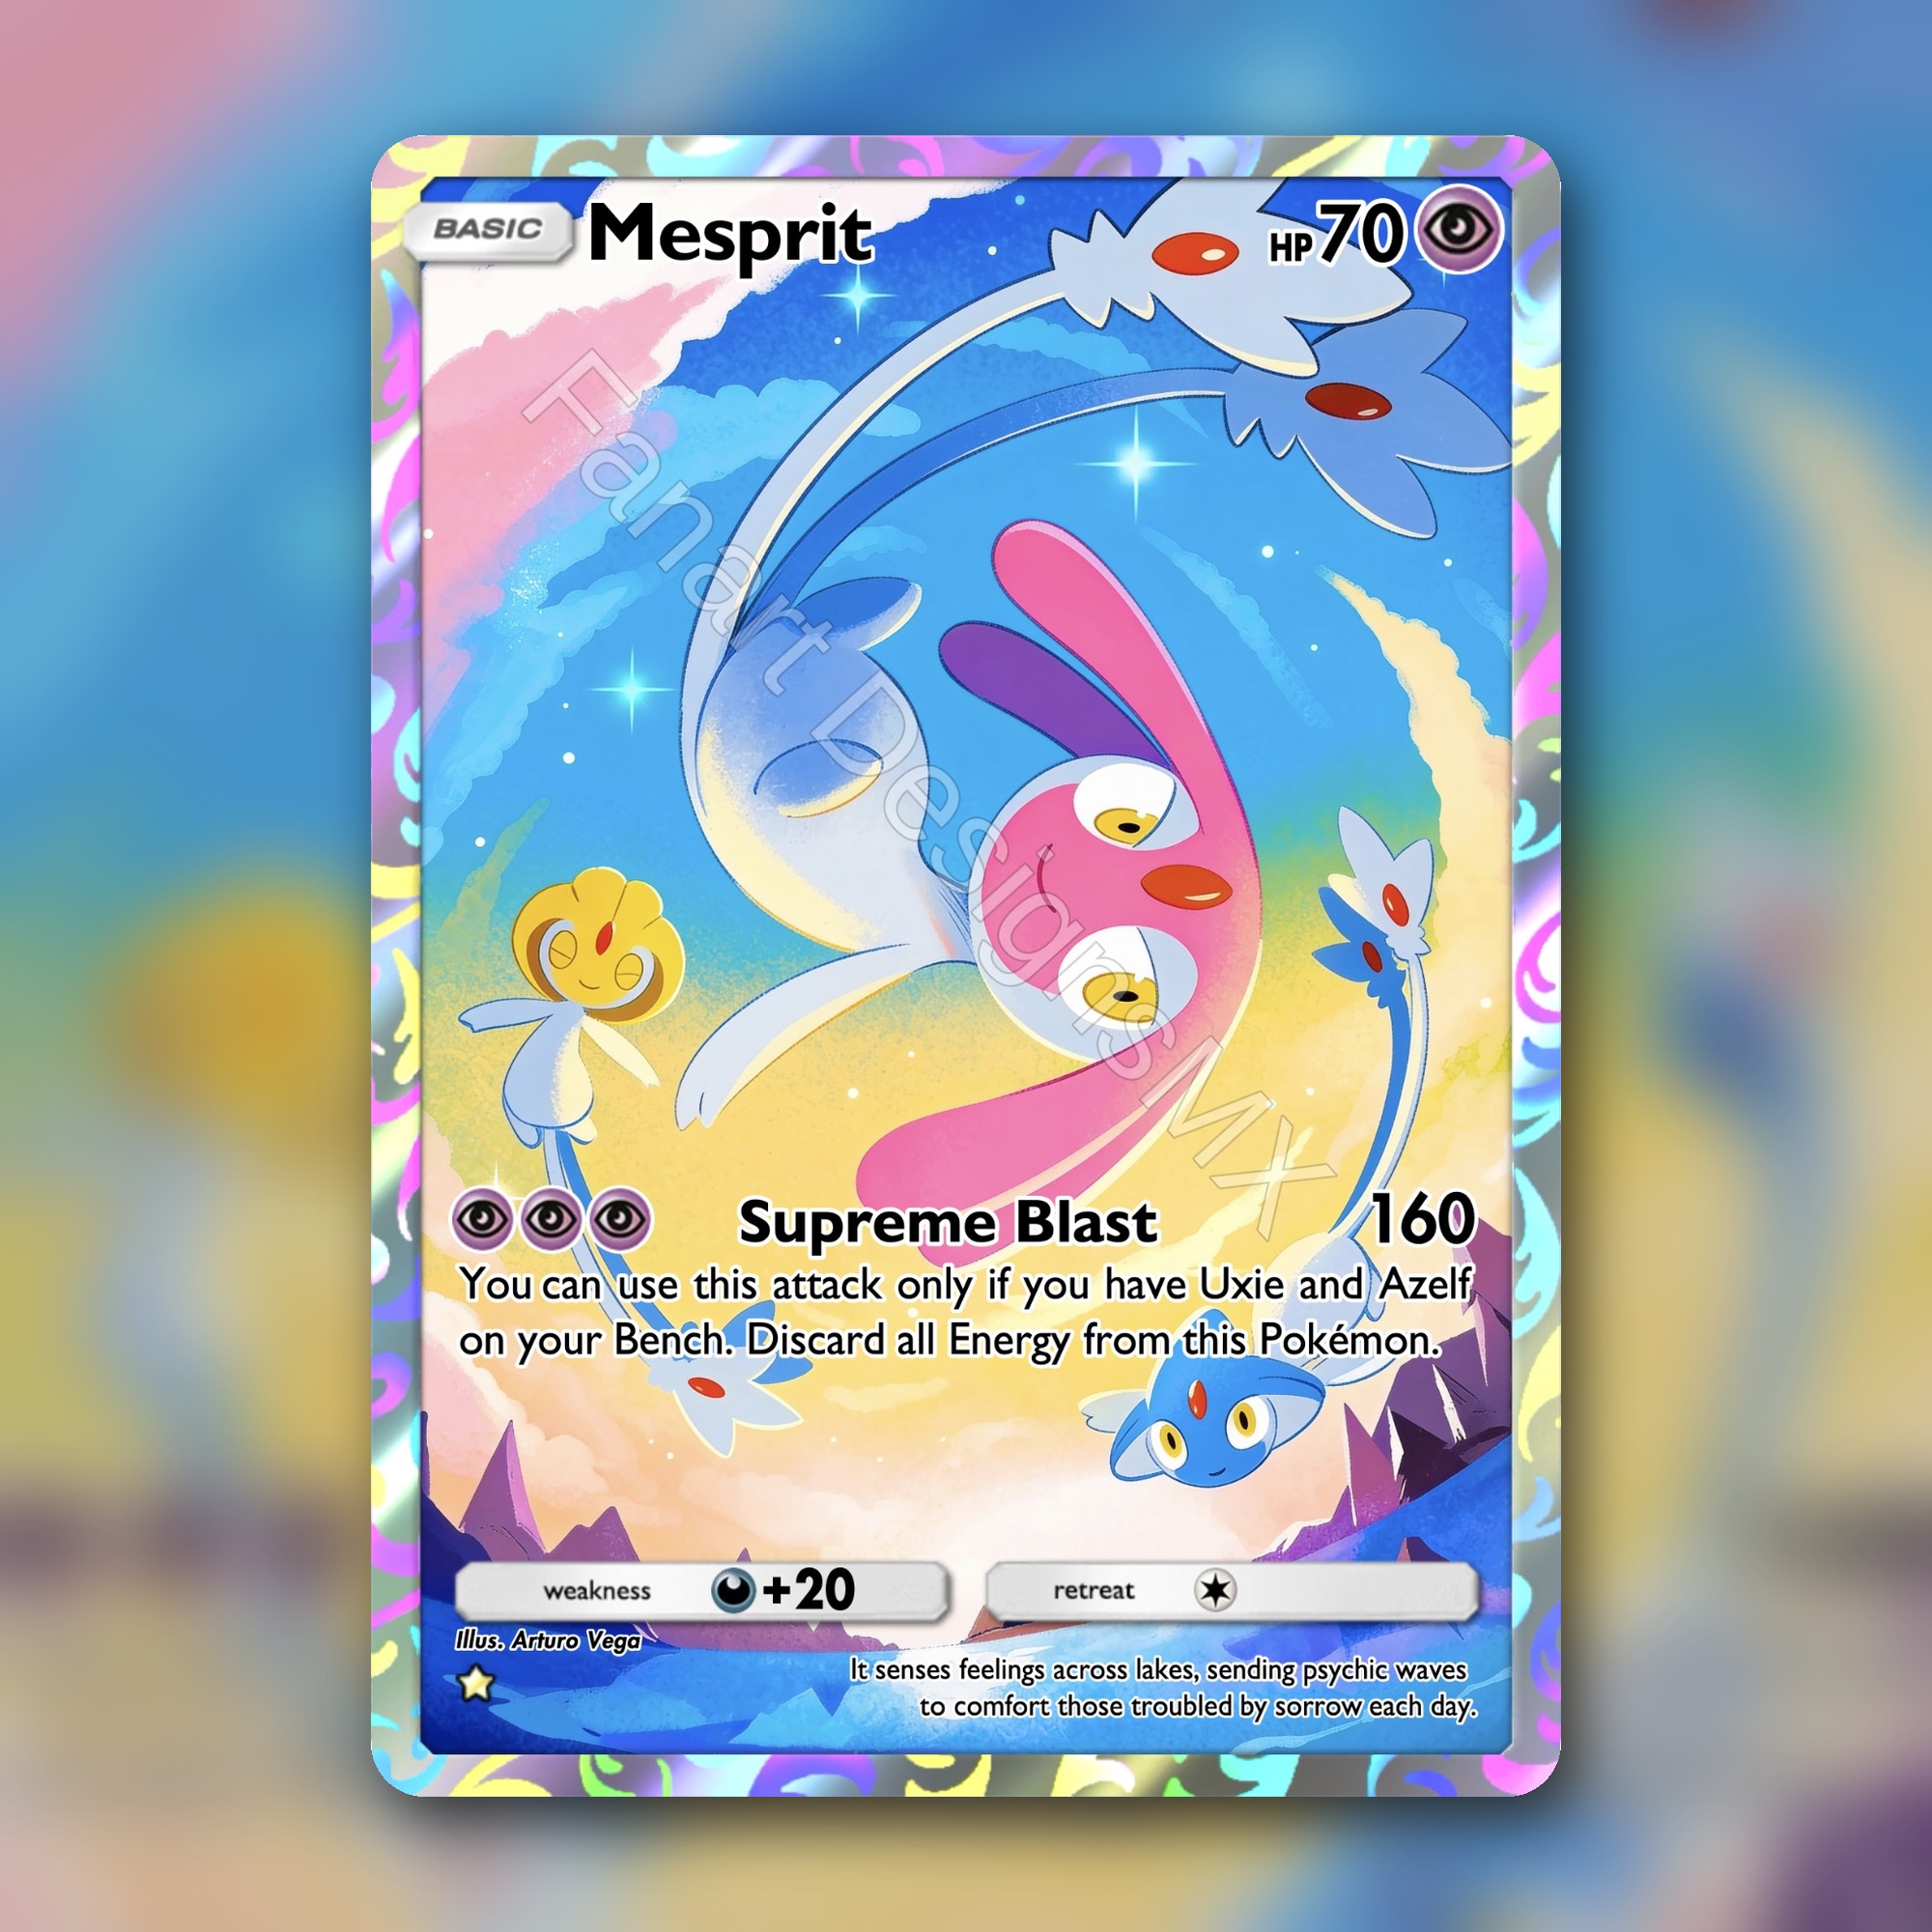 BASIC Mesprit HP 70
Fanart DesignsMX
Supreme Blast 160
You can use this attack only if you have Uxie and Azelf
on your Bench. Discard all Energy from this Pokémon.
weakness +20 retreat
Illus. Arturo Vega
It senses feelings across lakes, sending psychic waves
to comfort those troubled by sorrow each day.